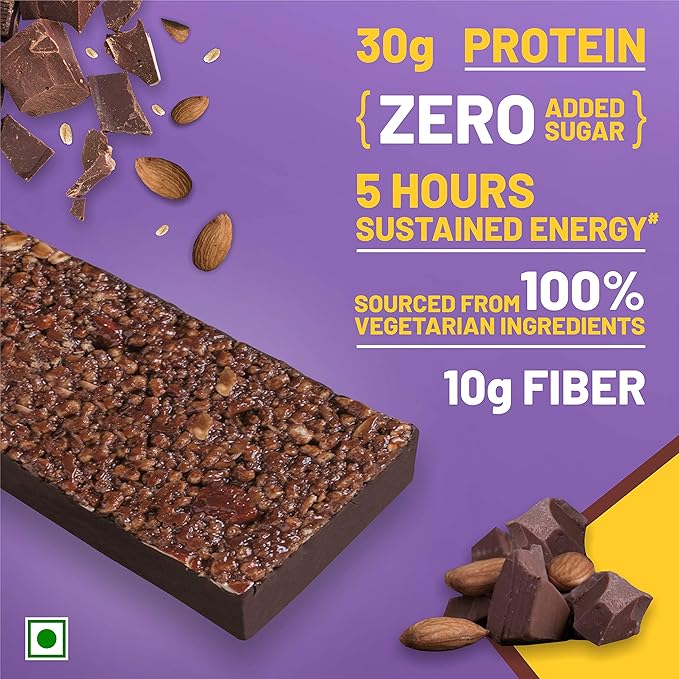 30g PROTEIN
{ZERO ADDED
SUGAR}
5 HOURS
SUSTAINED ENERGY#
SOURCED FROM 100%
VEGETARIAN INGREDIENTS
10g FIBER